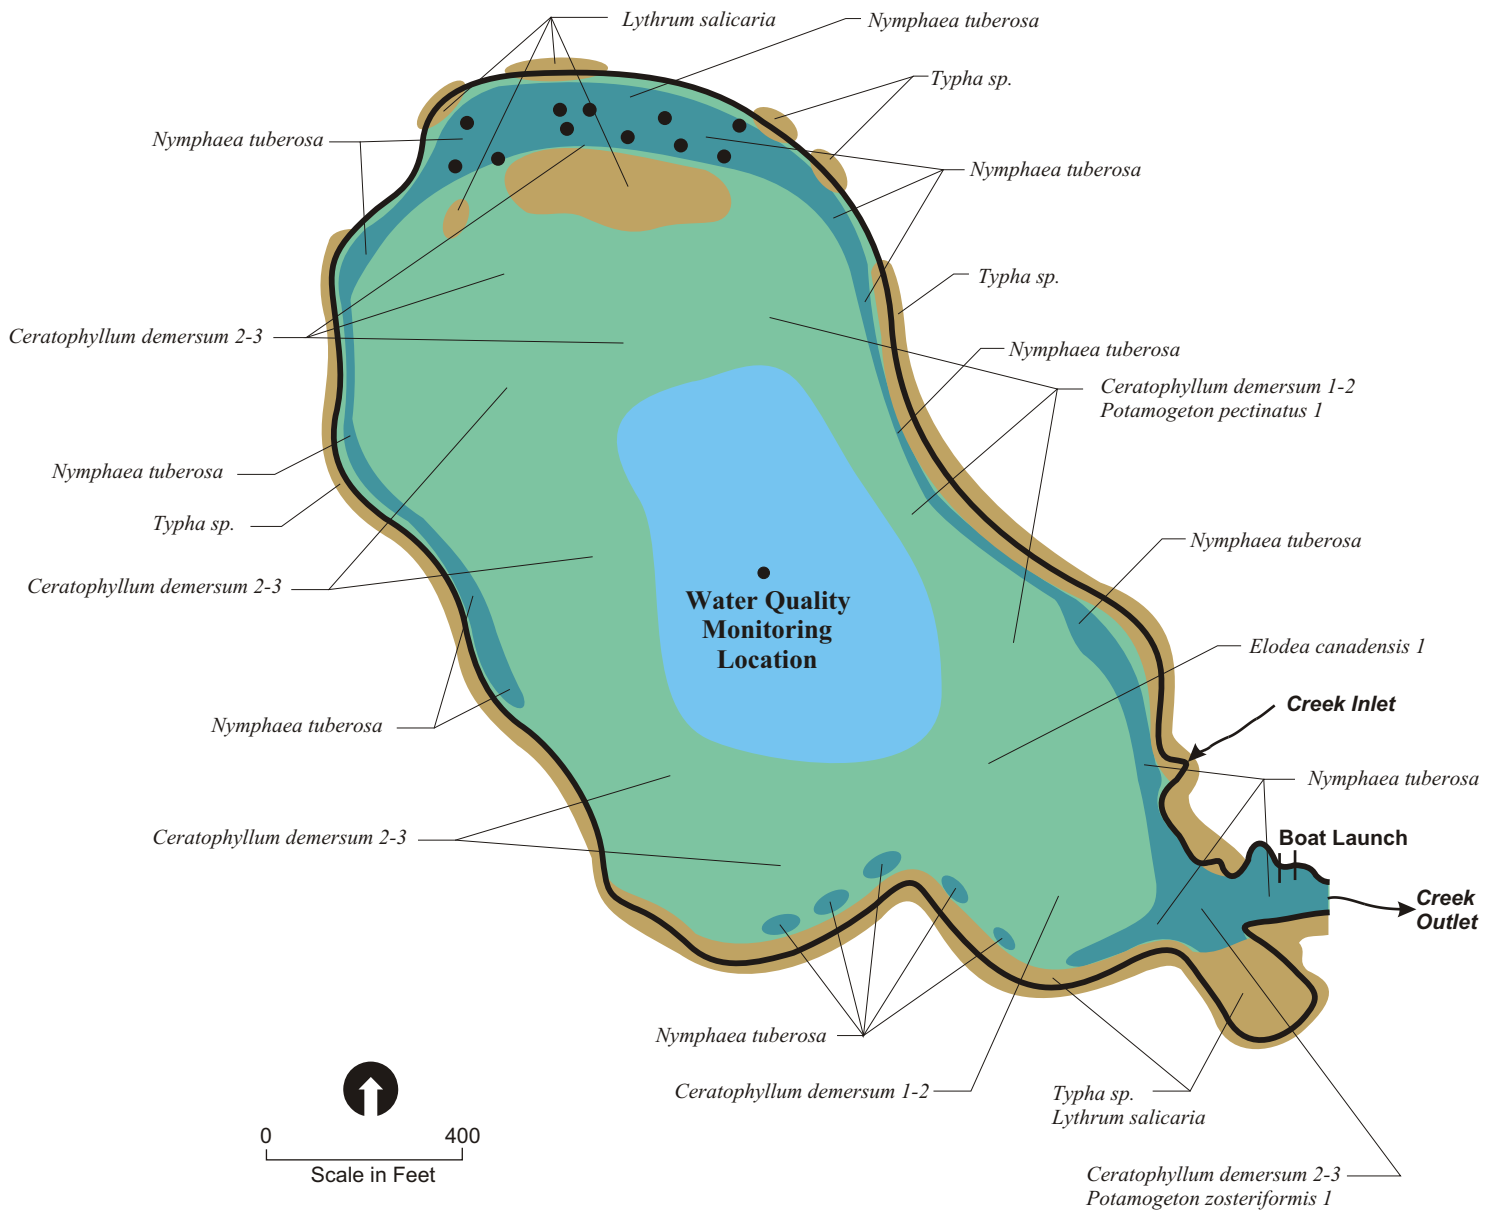 Lythrum salicaria
Nymphaea tuberosa
Typha sp.
Nymphaea tuberosa
Nymphaea tuberosa
Typha sp.
Ceratophyllum demersum 2-3
Nymphaea tuberosa
Ceratophyllum demersum 1-2
Potamogeton pectinatus 1
Nymphaea tuberosa
Typha sp.
Nymphaea tuberosa
Ceratophyllum demersum 2-3
Water Quality
Monitoring
Location
Elodea canadensis 1
Creek Inlet
Nymphaea tuberosa
Nymphaea tuberosa
Ceratophyllum demersum 2-3
Boat Launch
Creek
Outlet
Nymphaea tuberosa
Ceratophyllum demersum 1-2
Typha sp.
Lythrum salicaria
0 400
Scale in Feet
Ceratophyllum demersum 2-3
Potamogeton zosteriformis 1